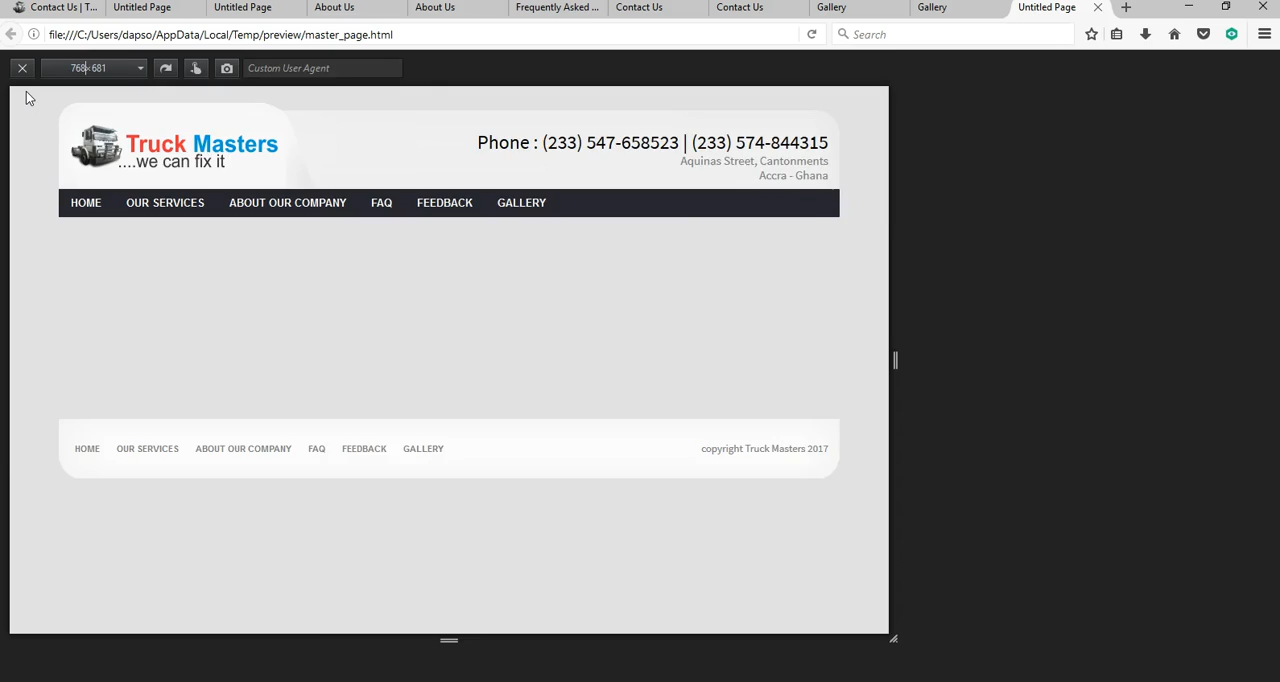 Contact Us | T...
Untitled Page
Untitled Page
About Us
About Us
Frequently Asked ...
Contact Us
Contact Us
Gallery
Gallery
Untitled Page
file:///C:/Users/dapso/AppData/Local/Temp/preview/master_page.html
Search
768×681
Custom User Agent
Truck Masters
....we can fix it
Phone : (233) 547-658523 | (233) 574-844315
Aquinas Street, Cantonments
Accra - Ghana
HOME OUR SERVICES ABOUT OUR COMPANY FAQ FEEDBACK GALLERY
HOME OUR SERVICES ABOUT OUR COMPANY FAQ FEEDBACK GALLERY
copyright Truck Masters 2017